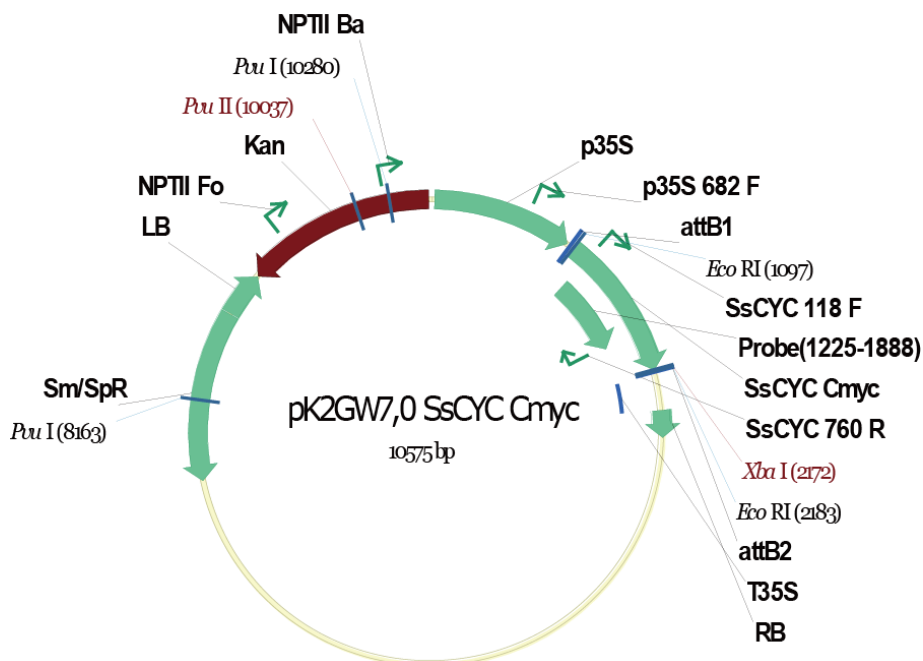 NPTII Ba
Pvu I (10280)
Pvu II (10037)
Kan
NPTII Fo
LB
Sm/SpR
Pvu I (8163)
p35S
p35S 682 F
attB1
Eco RI (1097)
SsCYC 118 F
Probe(1225-1888)
SsCYC Cmyc
SsCYC 760 R
Xba I (2172)
Eco RI (2183)
attB2
T35S
RB
pK2GW7,0 SsCYC Cmyc
10575 bp